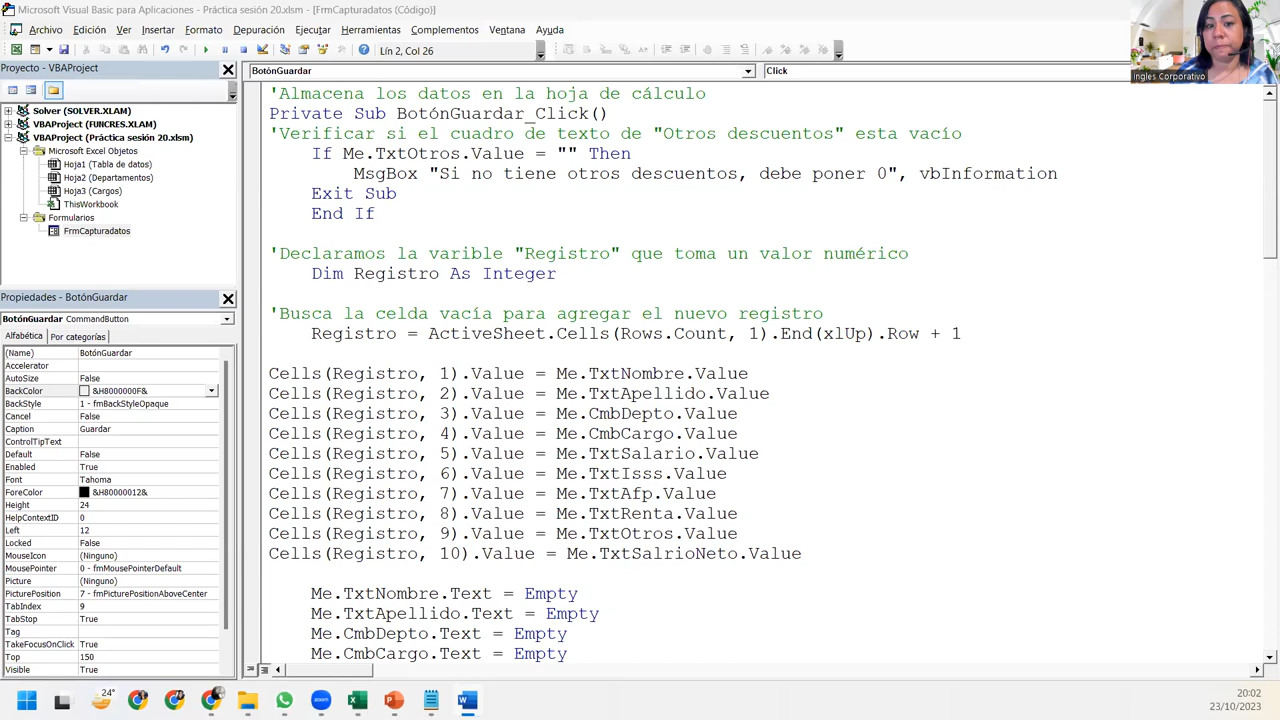 Microsoft Visual Basic para Aplicaciones - Práctica sesión 20.xlsm - [FrmCapturadatos (Código)]
Archivo Edición Ver Insertar Formato Depuración Ejecutar Herramientas Complementos Ventana Ayuda
Lín 2, Col 26
Ingles Corporativo
Proyecto - VBAProject
Solver (SOLVER.XLAM)
VBAProject (FUNCRES.XLAM)
VBAProject (Práctica sesión 20.xlsm)
Microsoft Excel Objetos
Hoja1 (Tabla de datos)
Hoja2 (Departamentos)
Hoja3 (Cargos)
ThisWorkbook
Formularios
FrmCapturadatos
Propiedades - BotónGuardar
BotónGuardar CommandButton
Alfabética Por categorías
(Name) BotónGuardar
Accelerator
AutoSize False
BackColor &H8000000F&
BackStyle 1 - fmBackStyleOpaque
Cancel False
Caption Guardar
ControlTipText
Default False
Enabled True
Font Tahoma
ForeColor &H80000012&
Height 24
HelpContextID 0
Left 12
Locked False
MouseIcon (Ninguno)
MousePointer 0 - fmMousePointerDefault
Picture (Ninguno)
PicturePosition 7 - fmPicturePositionAboveCenter
TabIndex 9
TabStop True
Tag
TakeFocusOnClick True
Top 150
Visible True
BotónGuardar Click
'Almacena los datos en la hoja de cálculo
Private Sub BotónGuardar_Click()
'Verificar si el cuadro de texto de "Otros descuentos" esta vacío
If Me.TxtOtros.Value = "" Then
MsgBox "Si no tiene otros descuentos, debe poner 0", vbInformation
Exit Sub
End If
'Declaramos la varible "Registro" que toma un valor numérico
Dim Registro As Integer
'Busca la celda vacía para agregar el nuevo registro
Registro = ActiveSheet.Cells(Rows.Count, 1).End(xlUp).Row + 1
Cells(Registro, 1).Value = Me.TxtNombre.Value
Cells(Registro, 2).Value = Me.TxtApellido.Value
Cells(Registro, 3).Value = Me.CmbDepto.Value
Cells(Registro, 4).Value = Me.CmbCargo.Value
Cells(Registro, 5).Value = Me.TxtSalario.Value
Cells(Registro, 6).Value = Me.TxtIsss.Value
Cells(Registro, 7).Value = Me.TxtAfp.Value
Cells(Registro, 8).Value = Me.TxtRenta.Value
Cells(Registro, 9).Value = Me.TxtOtros.Value
Cells(Registro, 10).Value = Me.TxtSalrioNeto.Value
Me.TxtNombre.Text = Empty
Me.TxtApellido.Text = Empty
Me.CmbDepto.Text = Empty
Me.CmbCargo.Text = Empty
24°
zoom
20:02
23/10/2023